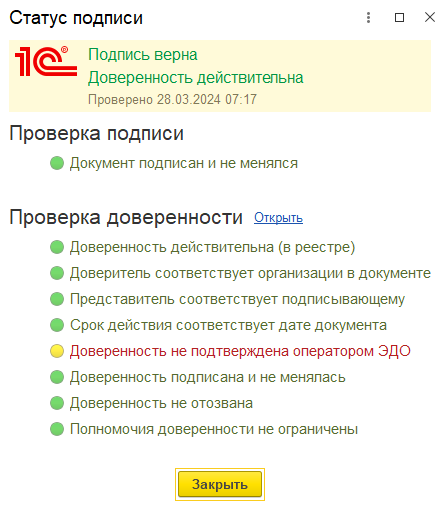 Статус подписи
1С®
Подпись верна
Доверенность действительна
Проверено 28.03.2024 07:17
Проверка подписи
Документ подписан и не менялся
Проверка доверенности Открыть
Доверенность действительна (в реестре)
Доверитель соответствует организации в документе
Представитель соответствует подписывающему
Срок действия соответствует дате документа
Доверенность не подтверждена оператором ЭДО
Доверенность подписана и не менялась
Доверенность не отозвана
Полномочия доверенности не ограничены
Закрыть